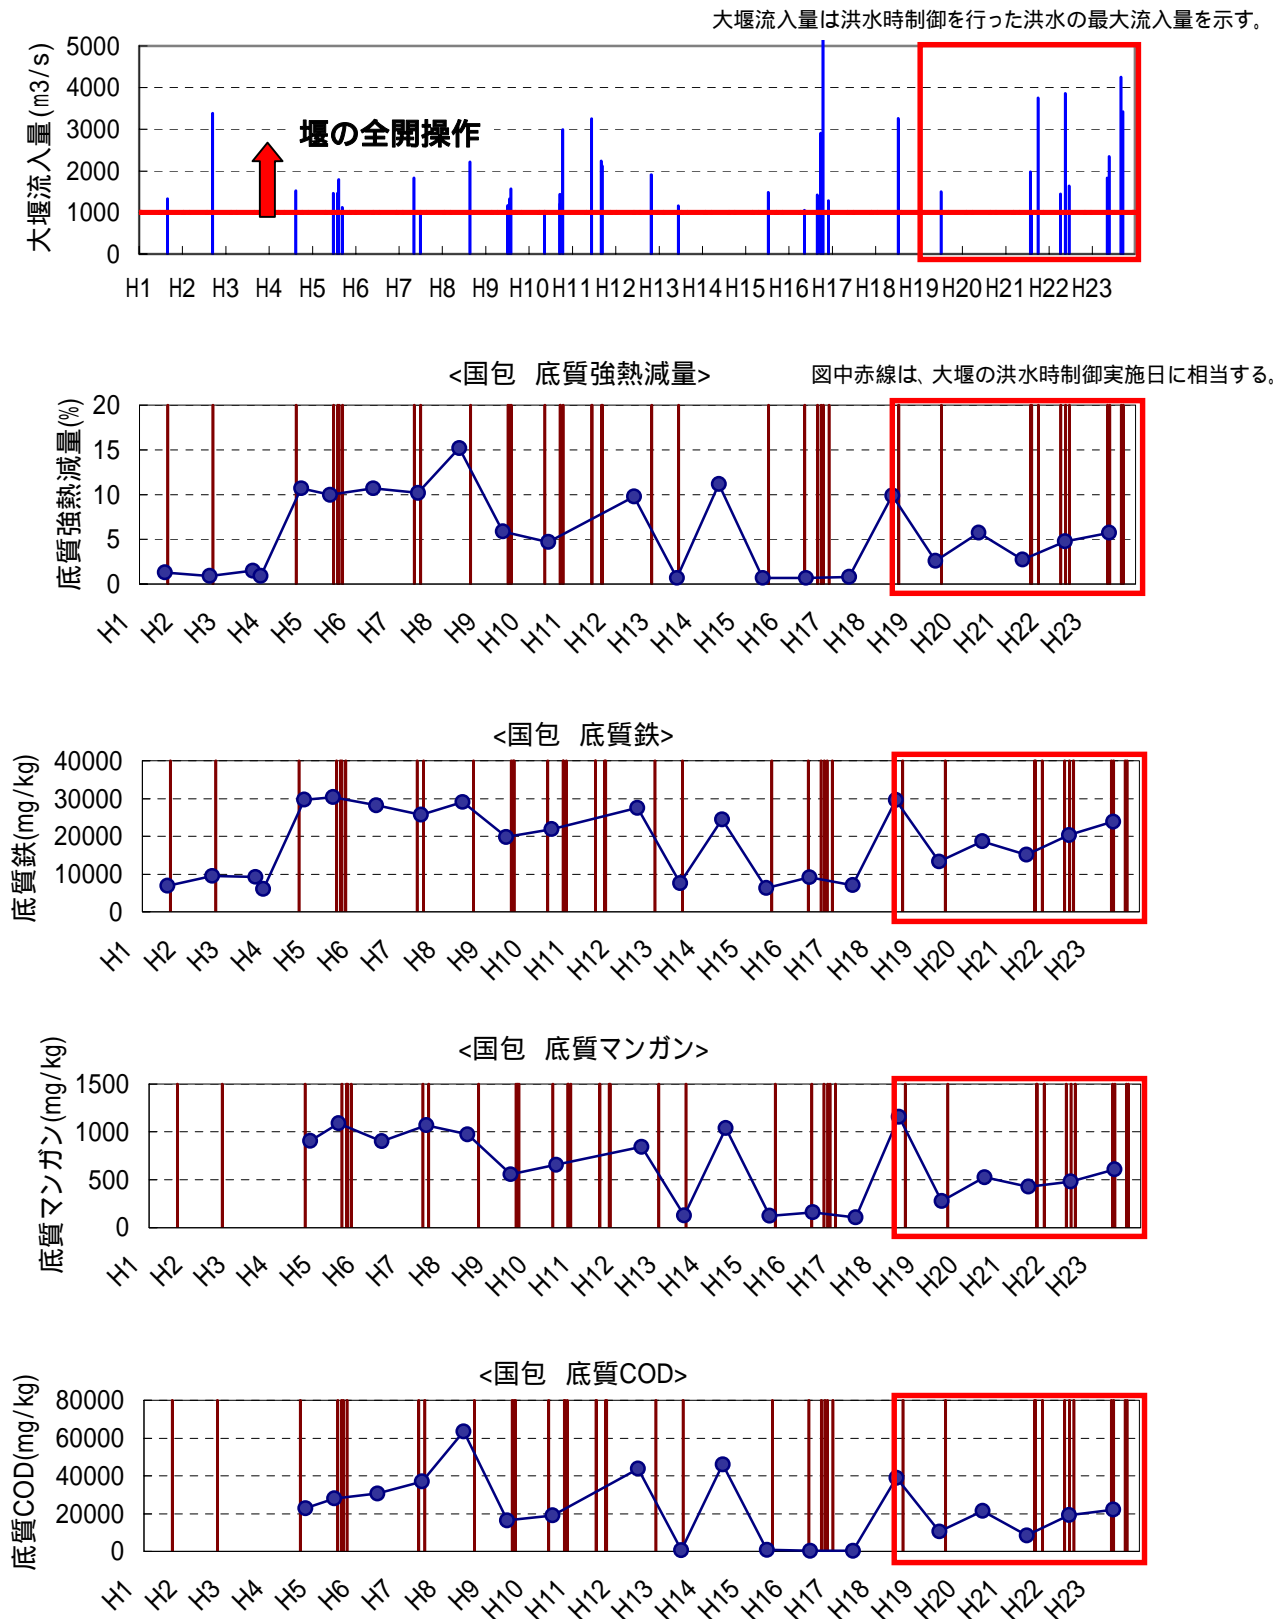 大堰流入量は洪水時制御を行った洪水の最大流入量を示す。
大堰流入量(m3/s)
5000
4000
3000
2000
1000
0
堰の全開操作
H1 H2 H3 H4 H5 H6 H7 H8 H9 H10 H11 H12 H13 H14 H15 H16 H17 H18 H19 H20 H21 H22 H23
<国包 底質強熱減量>
図中赤線は、大堰の洪水時制御実施日に相当する。
底質強熱減量(%)
20
15
10
5
0
H1 H2 H3 H4 H5 H6 H7 H8 H9 H10 H11 H12 H13 H14 H15 H16 H17 H18 H19 H20 H21 H22 H23
<国包 底質鉄>
底質鉄(mg/kg)
40000
30000
20000
10000
0
H1 H2 H3 H4 H5 H6 H7 H8 H9 H10 H11 H12 H13 H14 H15 H16 H17 H18 H19 H20 H21 H22 H23
<国包 底質マンガン>
底質マンガン(mg/kg)
1500
1000
500
0
H1 H2 H3 H4 H5 H6 H7 H8 H9 H10 H11 H12 H13 H14 H15 H16 H17 H18 H19 H20 H21 H22 H23
<国包 底質COD>
底質COD(mg/kg)
80000
60000
40000
20000
0
H1 H2 H3 H4 H5 H6 H7 H8 H9 H10 H11 H12 H13 H14 H15 H16 H17 H18 H19 H20 H21 H22 H23